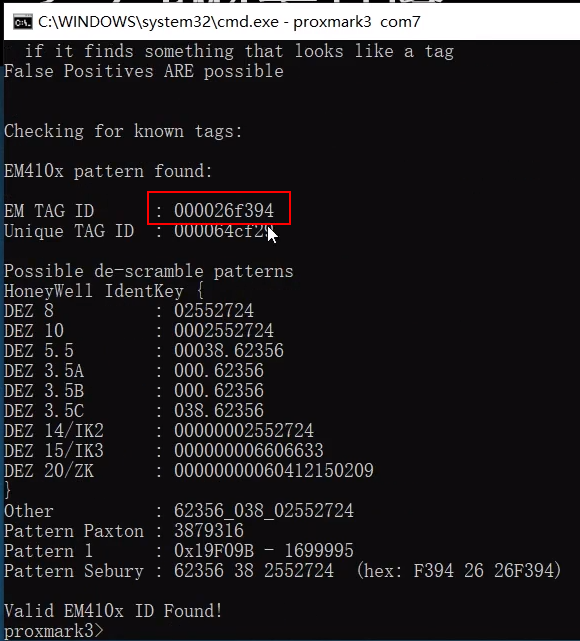 C:\WINDOWS\system32\cmd.exe - proxmark3 com7
if it finds something that looks like a tag
False Positives ARE possible
Checking for known tags:
EM410x pattern found:
EM TAG ID : 000026f394
Unique TAG ID : 000064cf29
Possible de-scramble patterns
HoneyWell IdentKey {
DEZ 8 : 02552724
DEZ 10 : 0002552724
DEZ 5.5 : 00038.62356
DEZ 3.5A : 000.62356
DEZ 3.5B : 000.62356
DEZ 3.5C : 038.62356
DEZ 14/IK2 : 00000002552724
DEZ 15/IK3 : 000000006606633
DEZ 20/ZK : 00000000060412150209
}
Other : 62356_038_02552724
Pattern Paxton : 3879316
Pattern 1 : 0x19F09B - 1699995
Pattern Sebury : 62356 38 2552724 (hex: F394 26 26F394)
Valid EM410x ID Found!
proxmark3>